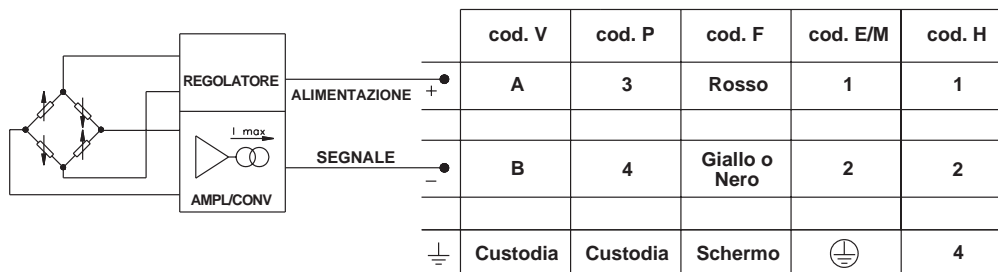 cod. V cod. P cod. F cod. E/M cod. H
REGOLATORE
ALIMENTAZIONE + A 3 Rosso 1 1
I max
SEGNALE
– B 4 Giallo o Nero 2 2
AMPL/CONV
Custodia Custodia Schermo 4